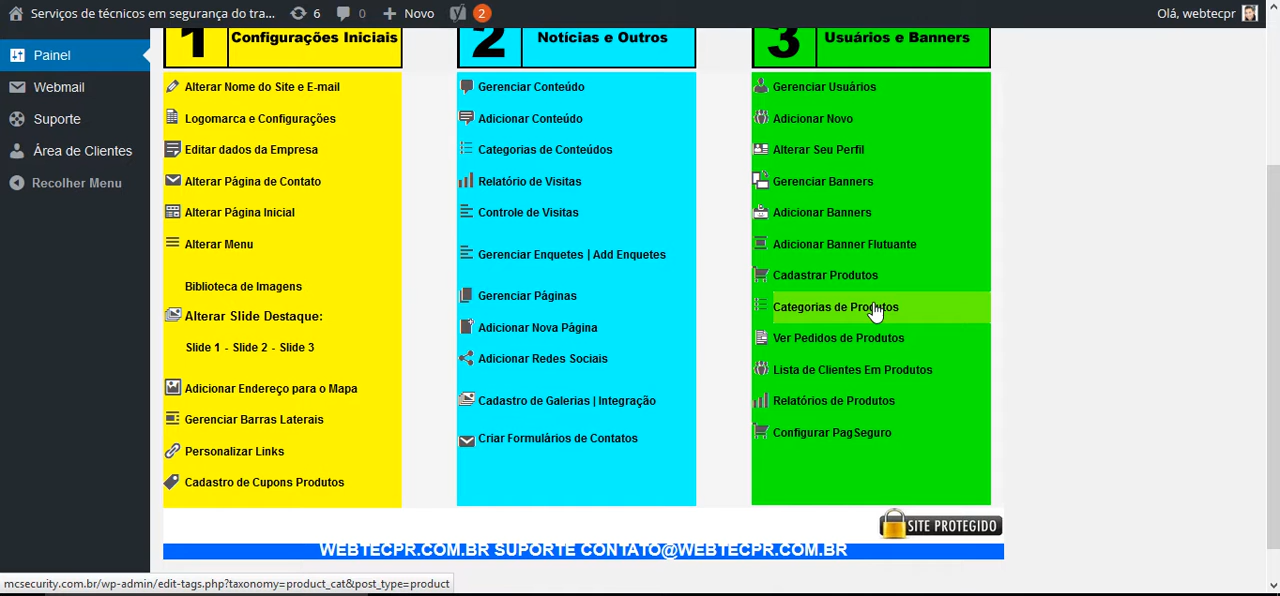 Serviços de técnicos em segurança do tra... 6 0 Novo 2 Olá, webtecpr
Painel
Webmail
Suporte
Área de Clientes
Recolher Menu
1 Configurações Iniciais
Alterar Nome do Site e E-mail
Logomarca e Configurações
Editar dados da Empresa
Alterar Página de Contato
Alterar Página Inicial
Alterar Menu
Biblioteca de Imagens
Alterar Slide Destaque:
Slide 1 - Slide 2 - Slide 3
Adicionar Endereço para o Mapa
Gerenciar Barras Laterais
Personalizar Links
Cadastro de Cupons Produtos
2 Notícias e Outros
Gerenciar Conteúdo
Adicionar Conteúdo
Categorias de Conteúdos
Relatório de Visitas
Controle de Visitas
Gerenciar Enquetes | Add Enquetes
Gerenciar Páginas
Adicionar Nova Página
Adicionar Redes Sociais
Cadastro de Galerias | Integração
Criar Formulários de Contatos
3 Usuários e Banners
Gerenciar Usuários
Adicionar Novo
Alterar Seu Perfil
Gerenciar Banners
Adicionar Banners
Adicionar Banner Flutuante
Cadastrar Produtos
Categorias de Produtos
Ver Pedidos de Produtos
Lista de Clientes Em Produtos
Relatórios de Produtos
Configurar PagSeguro
SITE PROTEGIDO
WEBTECPR.COM.BR SUPORTE CONTATO@WEBTECPR.COM.BR
mcsecurity.com.br/wp-admin/edit-tags.php?taxonomy=product_cat&post_type=product